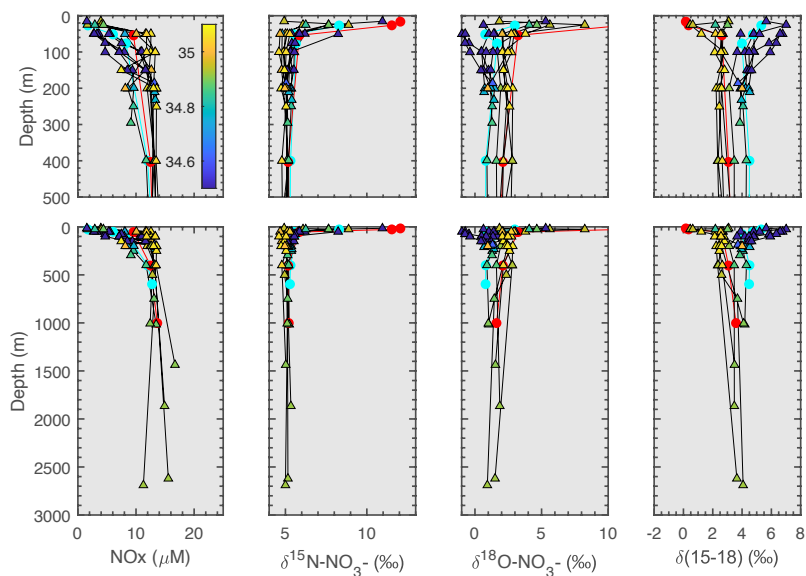 0
100
200
300
400
500
Depth (m)
35
34.8
34.6
0
500
1000
1500
2000
2500
3000
Depth (m)
0 10 20
5 10
0 5 10
-2 0 2 4 6 8
NOx (μM)
δ¹⁵N-NO₃- (‰)
δ¹⁸O-NO₃- (‰)
δ(15-18) (‰)